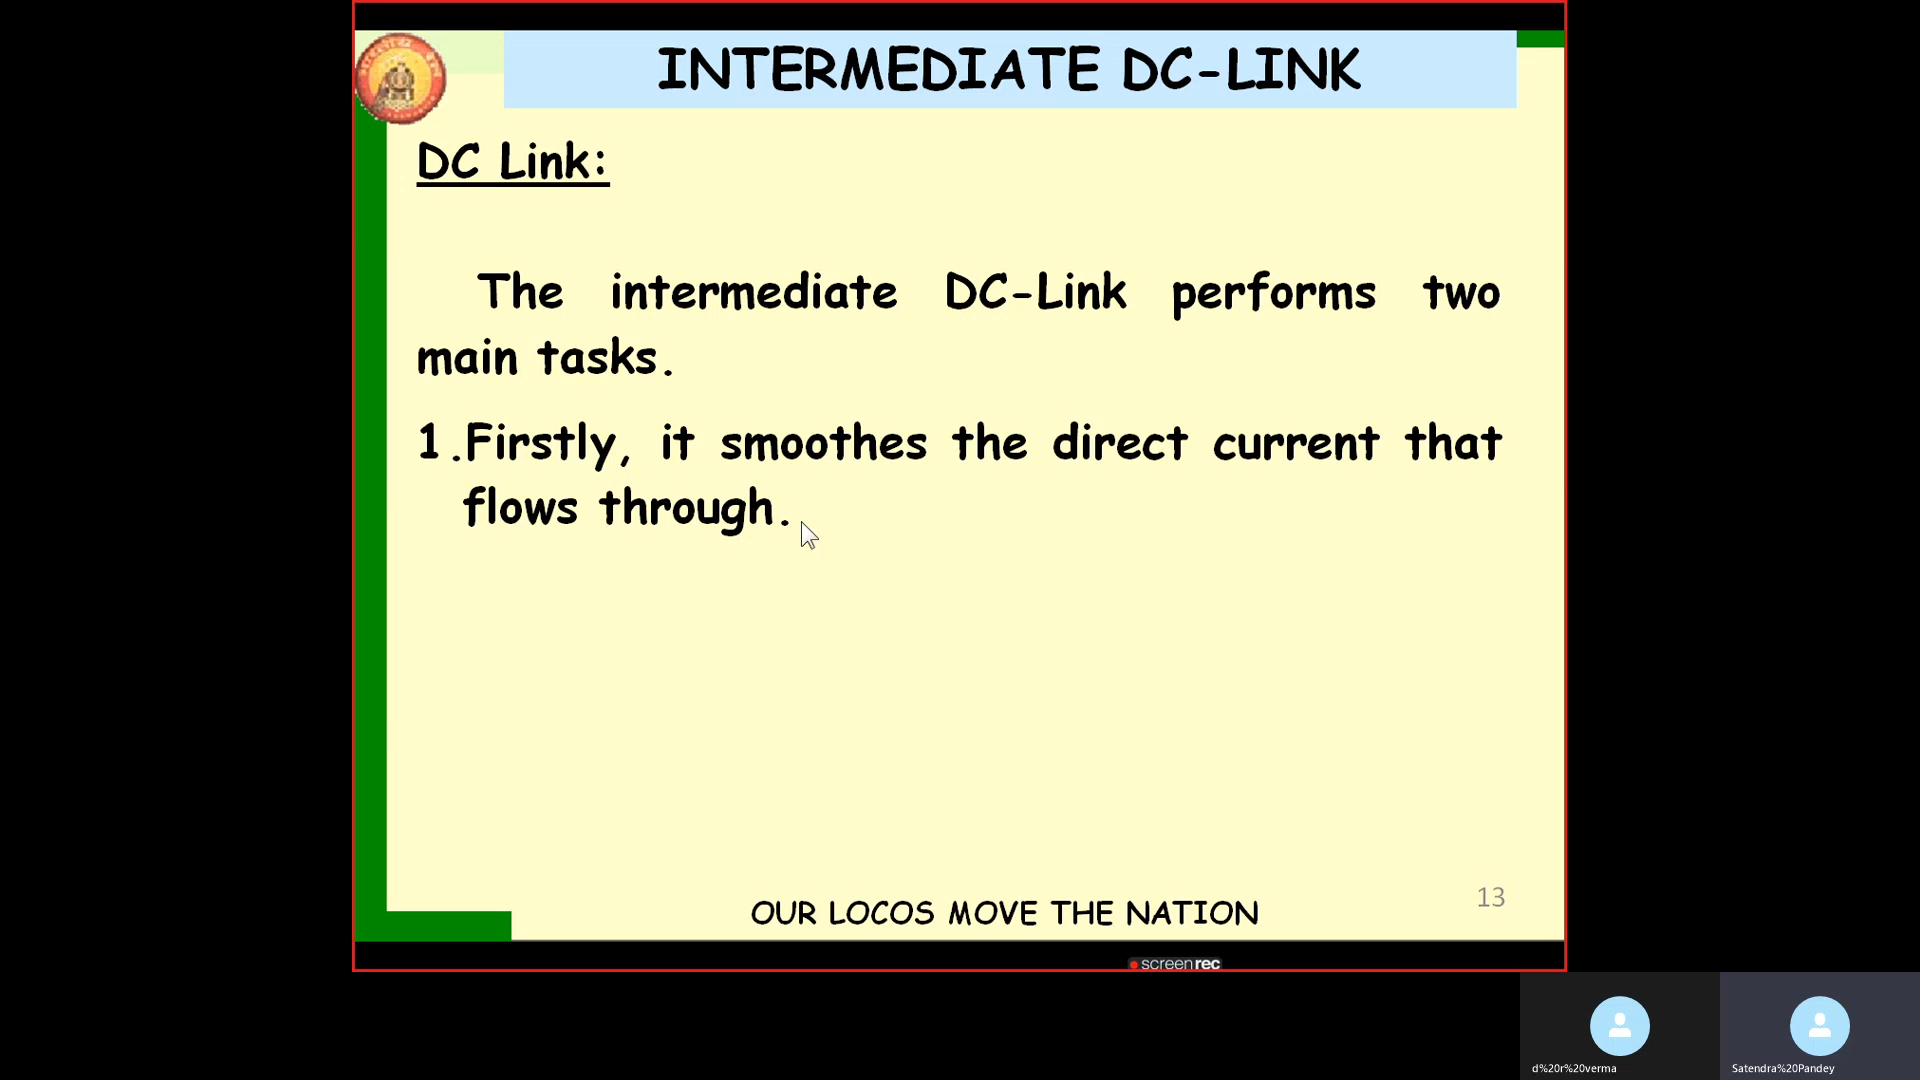 INTERMEDIATE DC-LINK
DC Link:
The intermediate DC-Link performs two
main tasks.
1.Firstly, it smoothes the direct current that
flows through.
OUR LOCOS MOVE THE NATION
13
screenrec
d%20r%20verma
Satendra%20Pandey